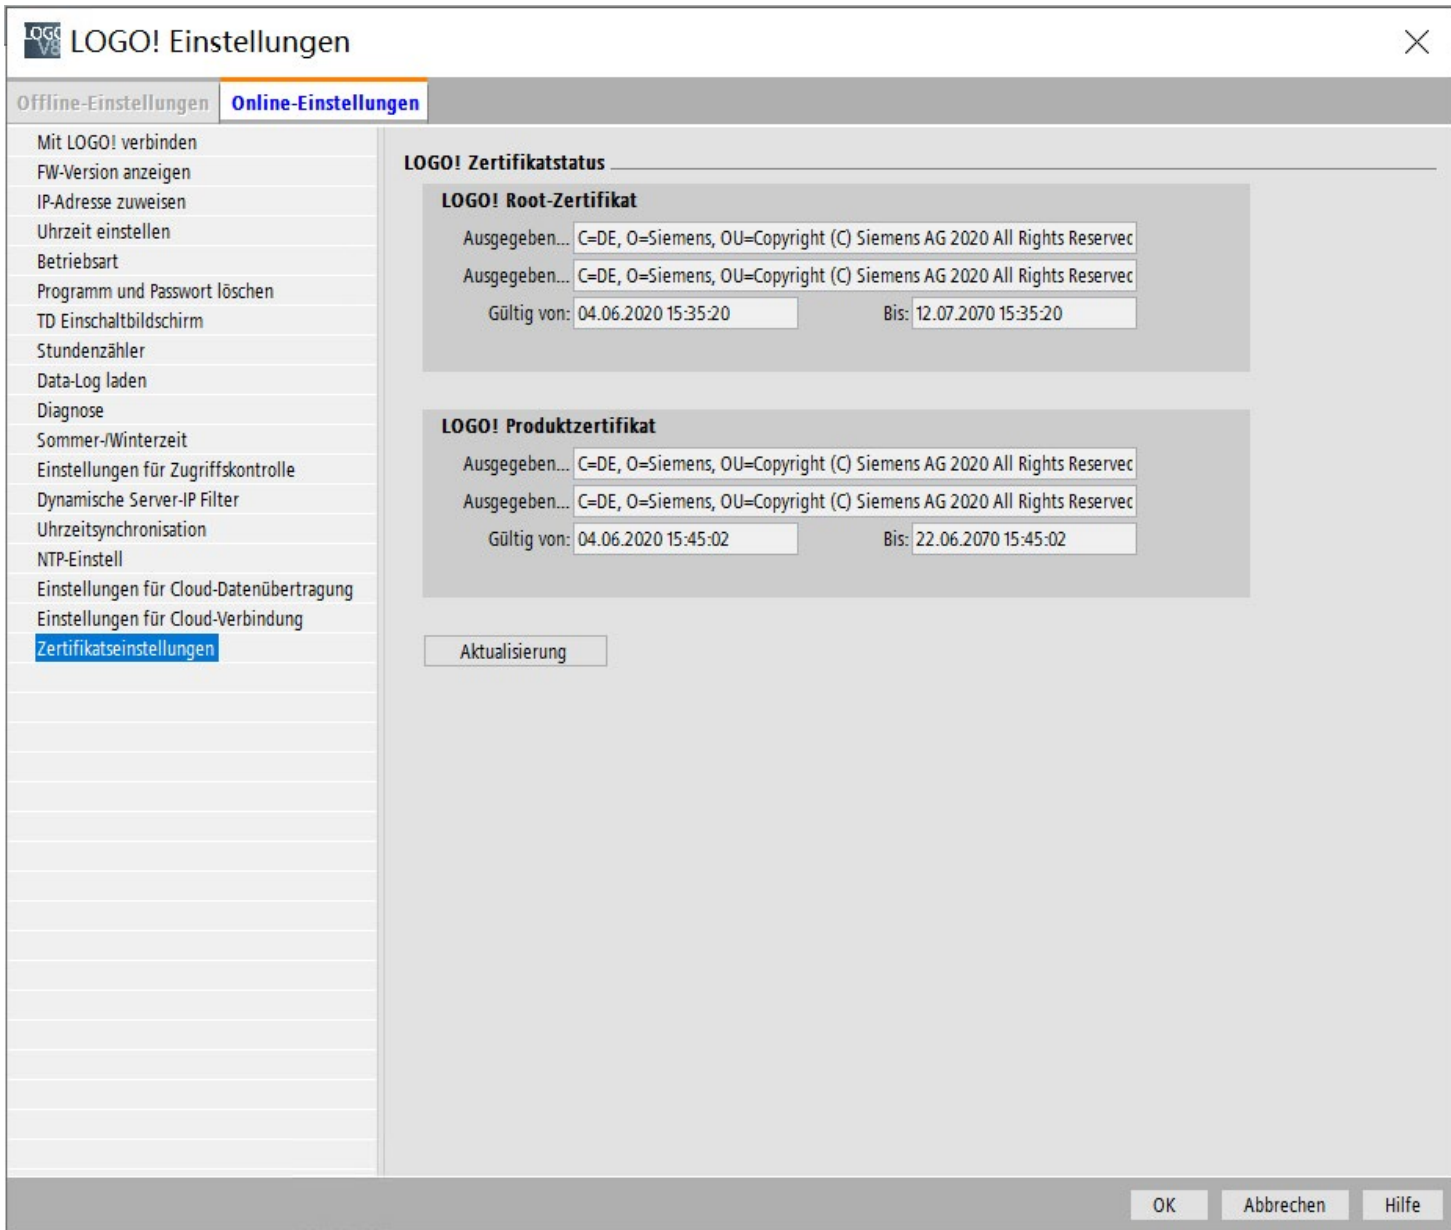 LOGO! Einstellungen
Offline-Einstellungen
Online-Einstellungen
Mit LOGO! verbinden
FW-Version anzeigen
IP-Adresse zuweisen
Uhrzeit einstellen
Betriebsart
Programm und Passwort löschen
TD Einschaltbildschirm
Stundenzähler
Data-Log laden
Diagnose
Sommer-/Winterzeit
Einstellungen für Zugriffskontrolle
Dynamische Server-IP Filter
Uhrzeitsynchronisation
NTP-Einstell
Einstellungen für Cloud-Datenübertragung
Einstellungen für Cloud-Verbindung
Zertifikatseinstellungen
LOGO! Zertifikatstatus
LOGO! Root-Zertifikat
Ausgegeben... C=DE, O=Siemens, OU=Copyright (C) Siemens AG 2020 All Rights Reserved
Ausgegeben... C=DE, O=Siemens, OU=Copyright (C) Siemens AG 2020 All Rights Reserved
Gültig von: 04.06.2020 15:35:20 Bis: 12.07.2070 15:35:20
LOGO! Produktzertifikat
Ausgegeben... C=DE, O=Siemens, OU=Copyright (C) Siemens AG 2020 All Rights Reserved
Ausgegeben... C=DE, O=Siemens, OU=Copyright (C) Siemens AG 2020 All Rights Reserved
Gültig von: 04.06.2020 15:45:02 Bis: 22.06.2070 15:45:02
Aktualisierung
OK Abbrechen Hilfe